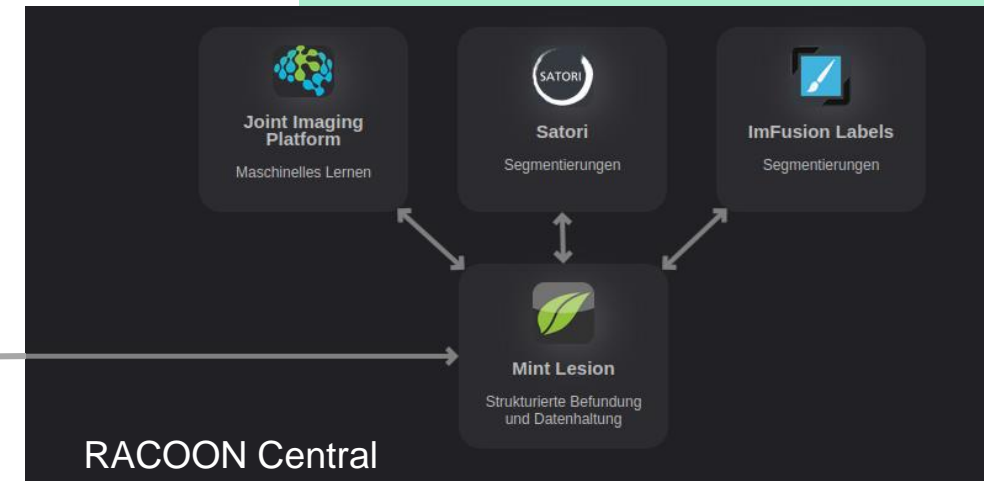 SATORI
Joint Imaging
Platform
Maschinelles Lernen
Satori
Segmentierungen
ImFusion Labels
Segmentierungen
Mint Lesion
Strukturierte Befundung
und Datenhaltung
RACOON Central